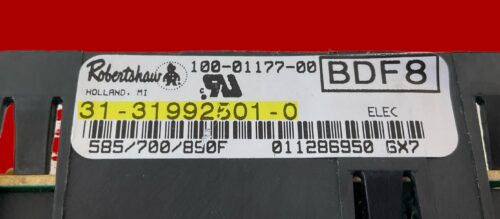 Robertshaw 100-01177-00 BDF8
HOLLAND, MI
31-31992501-0 ELEC
585/700/850F 011286950 GX7